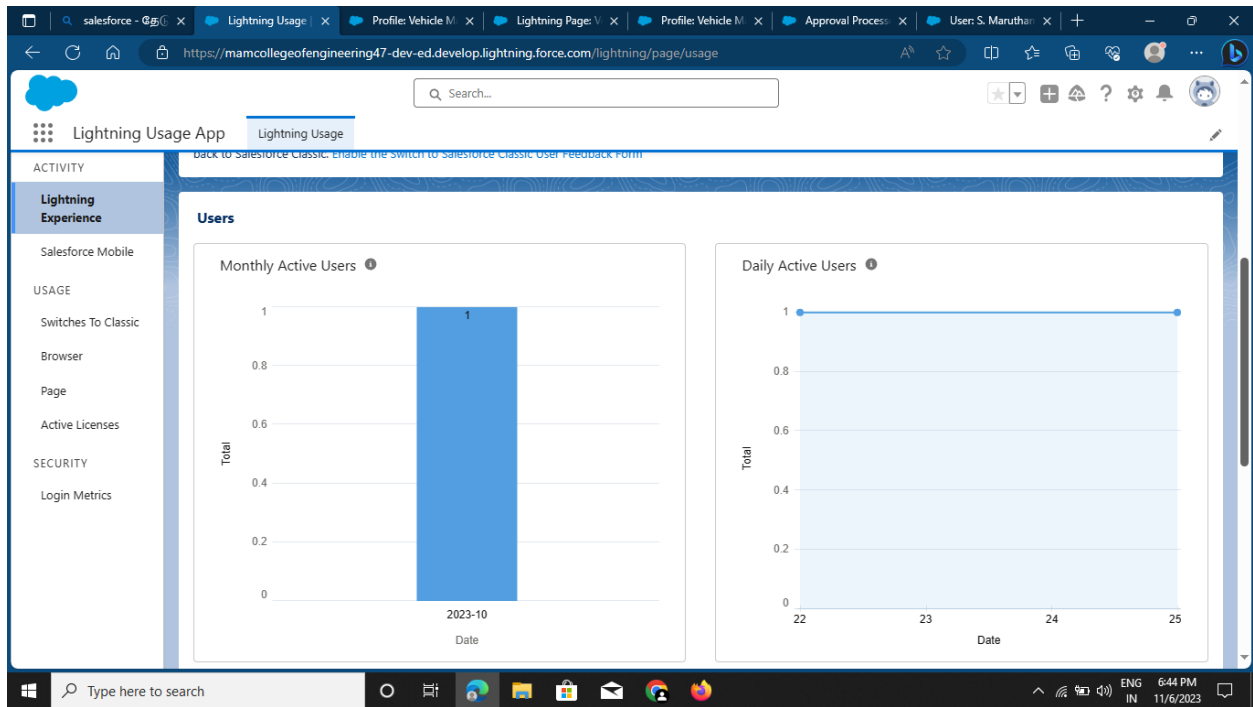 salesforce - தேடு
Lightning Usage |
Profile: Vehicle M
Lightning Page: V
Profile: Vehicle M
Approval Process
User: S. Maruthan
https://mamcollegeofengineering47-dev-ed.develop.lightning.force.com/lightning/page/usage
Search...
Lightning Usage App
Lightning Usage
back to Salesforce Classic. Enable the Switch to Salesforce Classic User Feedback Form
ACTIVITY
Lightning
Experience
Salesforce Mobile
USAGE
Switches To Classic
Browser
Page
Active Licenses
SECURITY
Login Metrics
Users
Monthly Active Users
1
0.8
0.6
0.4
0.2
0
Total
1
2023-10
Date
Daily Active Users
1
0.8
0.6
0.4
0.2
0
Total
22 23 24 25
Date
Type here to search
ENG
IN
6:44 PM
11/6/2023